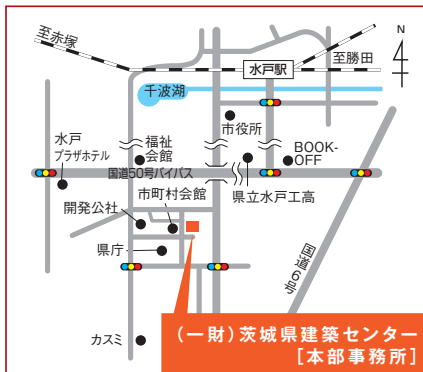 至赤塚
N
水戸駅
至勝田
千波湖
市役所
水戸
プラザホテル
福祉
会館
BOOK-
OFF
国道50号バイパス
県立水戸工高
市町村会館
開発公社
県庁
国道6号
カスミ
(一財)茨城県建築センター
[本部事務所]